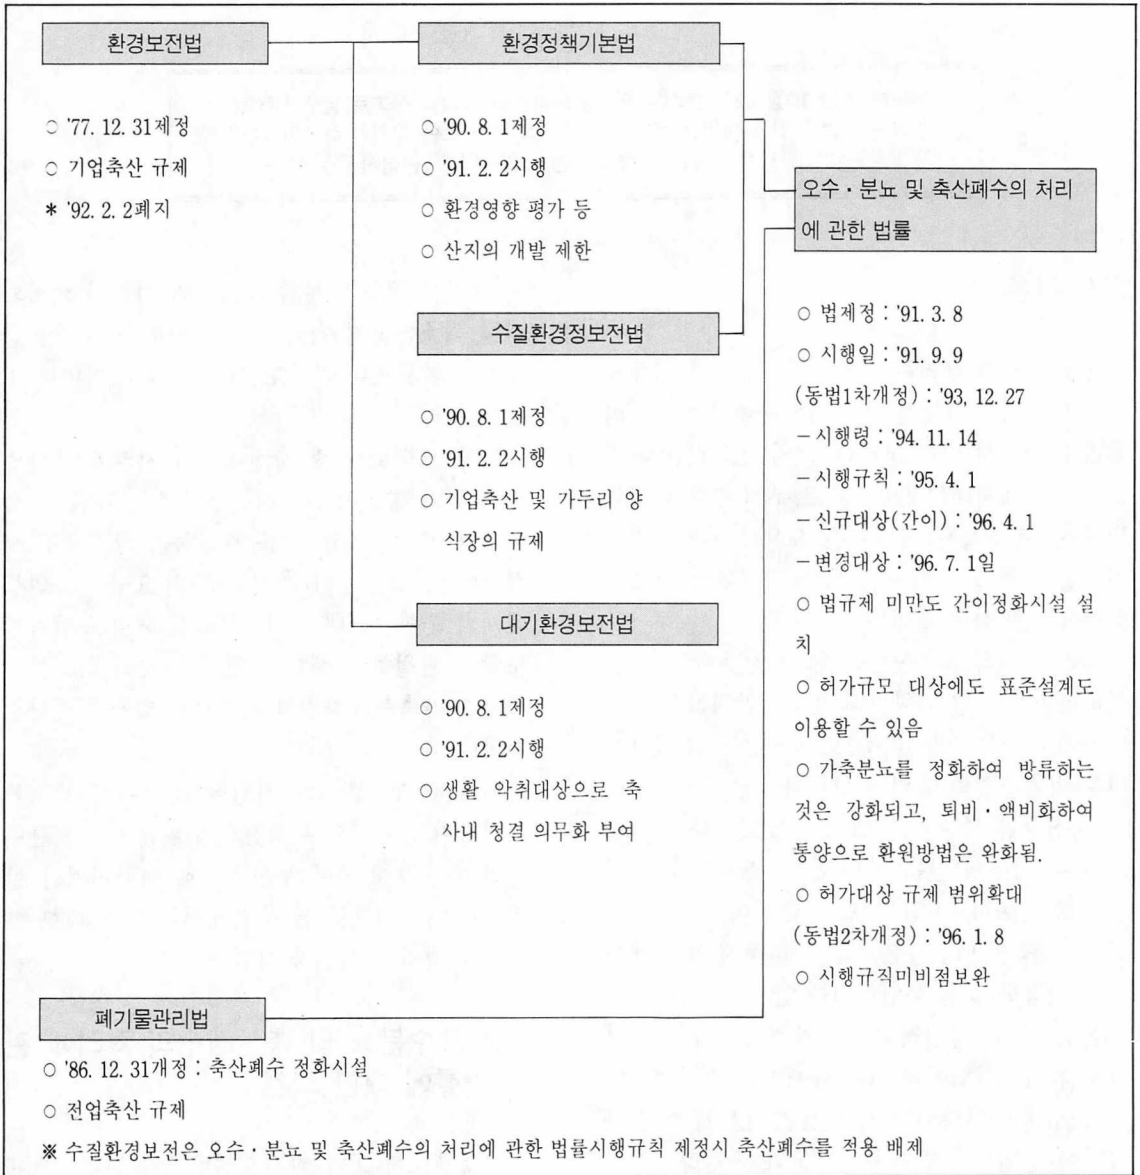 환경보전법
○ '77. 12. 31제정
○ 기업축산 규제
* '92. 2. 2폐지
환경정책기본법
○ '90. 8. 1제정
○ '91. 2. 2시행
○ 환경영향 평가 등
○ 산지의 개발 제한
수질환경정보전법
○ '90. 8. 1제정
○ '91. 2. 2시행
○ 기업축산 및 가두리 양
식장의 규제
대기환경보전법
○ '90. 8. 1제정
○ '91. 2. 2시행
○ 생활 악취대상으로 축
사내 청결 의무화 부여
오수・분뇨 및 축산폐수의 처리
에 관한 법률
○ 법제정 : '91. 3. 8
○ 시행일 : '91. 9. 9
(동법1차개정) : '93, 12. 27
－시행령 : '94. 11. 14
－시행규칙 : '95. 4. 1
－신규대상(간이) : '96. 4. 1
－변경대상 : '96. 7. 1일
○ 법규제 미만도 간이정화시설 설
치
○ 허가규모 대상에도 표준설계도
이용할 수 있음
○ 가축분뇨를 정화하여 방류하는
것은 강화되고, 퇴비・액비화하여
통양으로 환원방법은 완화됨.
○ 허가대상 규제 범위확대
(동법2차개정) : '96. 1. 8
○ 시행규직미비점보완
폐기물관리법
○ '86. 12. 31개정 : 축산폐수 정화시설
○ 전업축산 규제
※ 수질환경보전은 오수・분뇨 및 축산폐수의 처리에 관한 법률시행규칙 제정시 축산폐수를 적용 배제